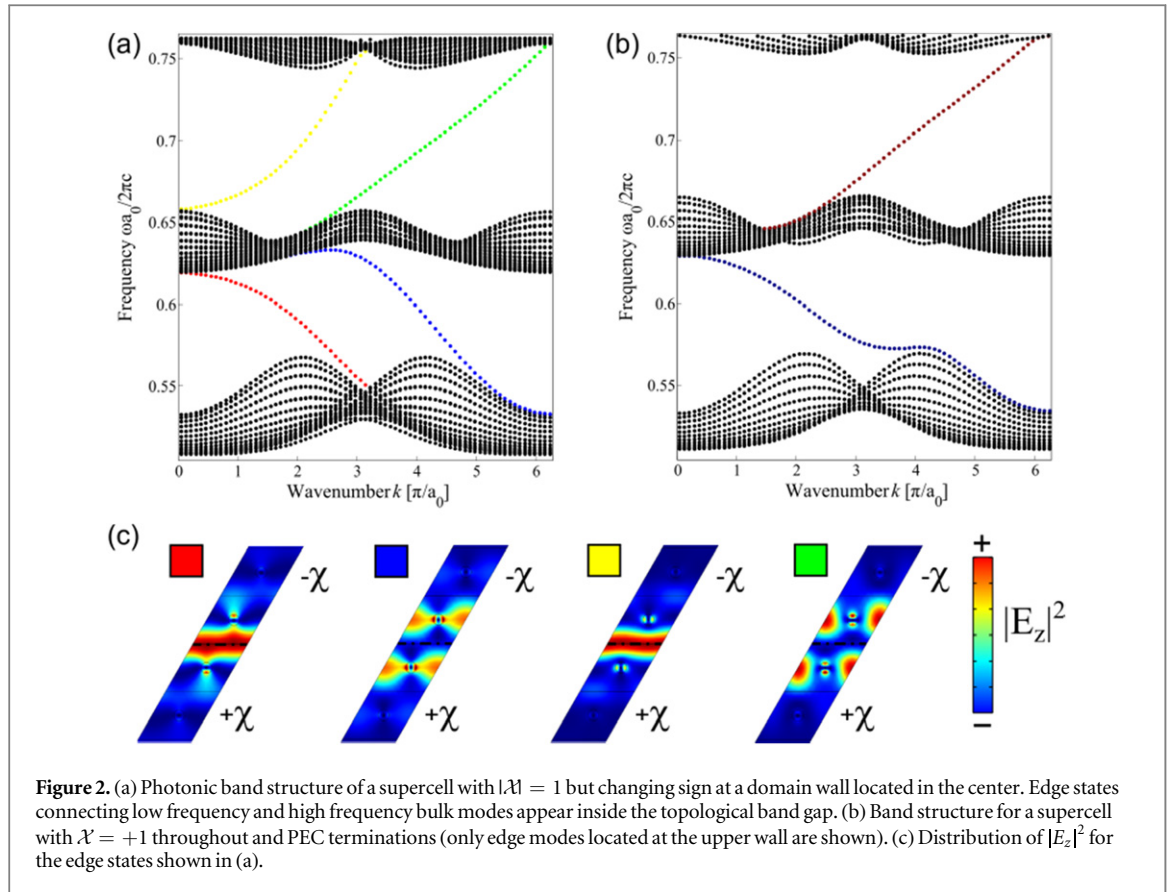 (a)
0.75
0.7
0.65
0.6
0.55
Frequency ωa₀/2πc
0 1 2 3 4 5 6
Wavenumber k [π/a₀]
(b)
0.75
0.7
0.65
0.6
0.55
Frequency ωa₀/2πc
0 1 2 3 4 5 6
Wavenumber k [π/a₀]
(c)
-χ
+χ
-χ
+χ
-χ
+χ
-χ
+χ
+
|E_z|²
−
Figure 2. (a) Photonic band structure of a supercell with |𝒳| = 1 but changing sign at a domain wall located in the center. Edge states
connecting low frequency and high frequency bulk modes appear inside the topological band gap. (b) Band structure for a supercell
with 𝒳 = +1 throughout and PEC terminations (only edge modes located at the upper wall are shown). (c) Distribution of |E_z|² for
the edge states shown in (a).